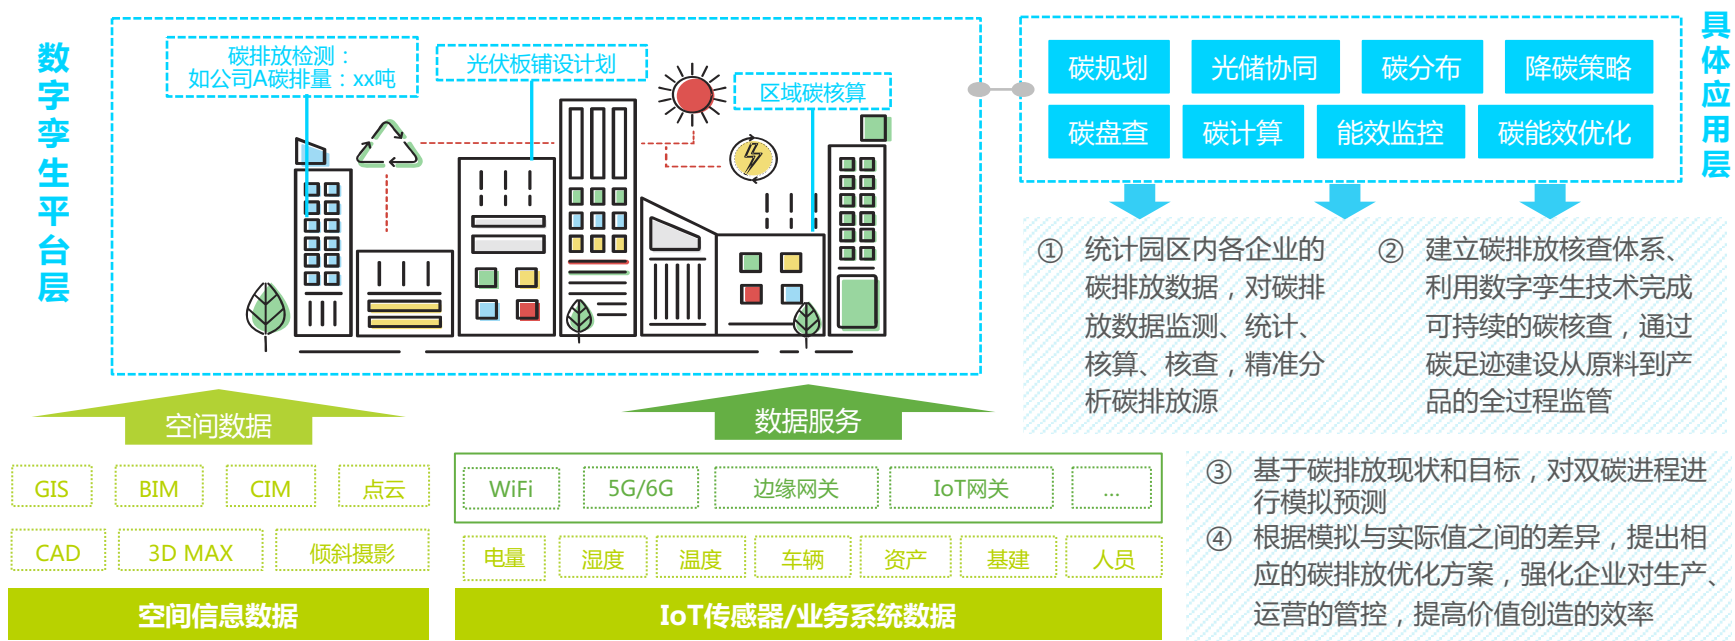 数字孪生平台层
碳排放检测：
如公司A碳排量：xx吨
光伏板铺设计划
区域碳核算
具体应用层
碳规划
光储协同
碳分布
降碳策略
碳盘查
碳计算
能效监控
碳能效优化
① 统计园区内各企业的
碳排放数据，对碳排
放数据监测、统计、
核算、核查，精准分
析碳排放源
② 建立碳排放核查体系、
利用数字孪生技术完成
可持续的碳核查，通过
碳足迹建设从原料到产
品的全过程监管
③ 基于碳排放现状和目标，对双碳进程进
行模拟预测
④ 根据模拟与实际值之间的差异，提出相
应的碳排放优化方案，强化企业对生产、
运营的管控，提高价值创造的效率
空间数据
数据服务
GIS
BIM
CIM
点云
CAD
3D MAX
倾斜摄影
空间信息数据
WiFi
5G/6G
边缘网关
IoT网关
...
电量
湿度
温度
车辆
资产
基建
人员
IoT传感器/业务系统数据